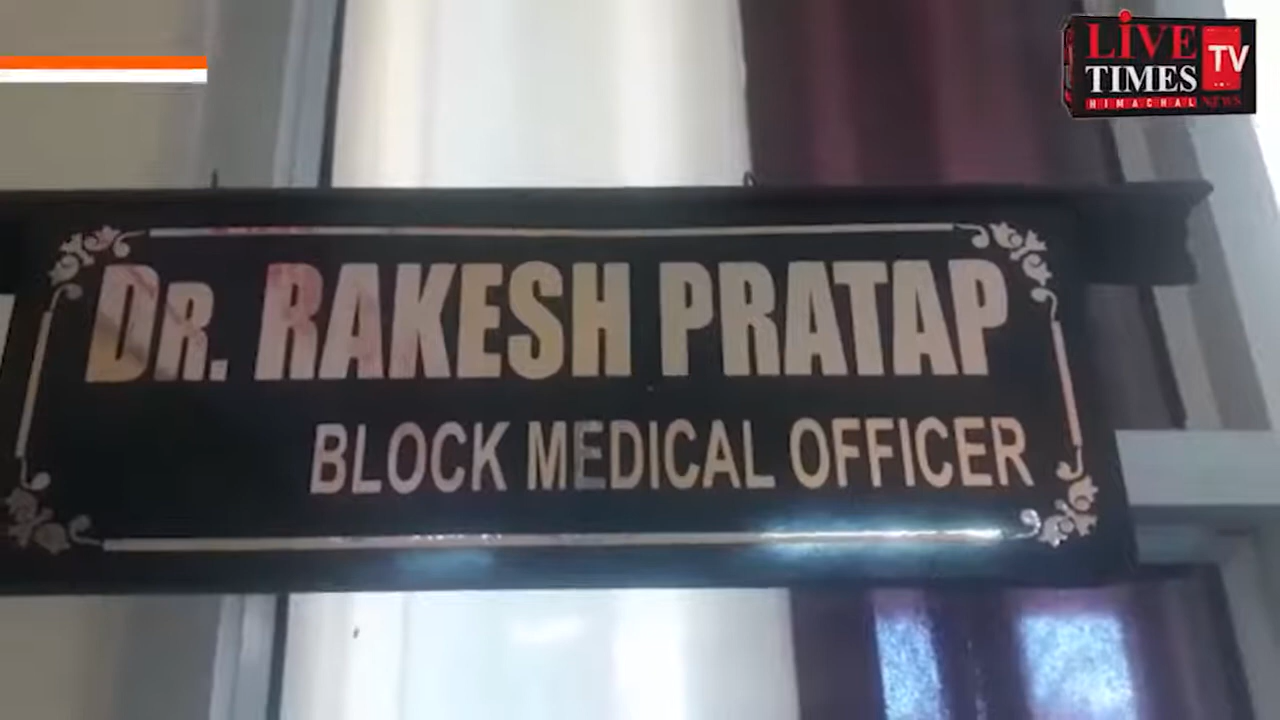 LIVE
TIMES
TV
HIMACHAL NEWS
DR. RAKESH PRATAP
BLOCK MEDICAL OFFICER